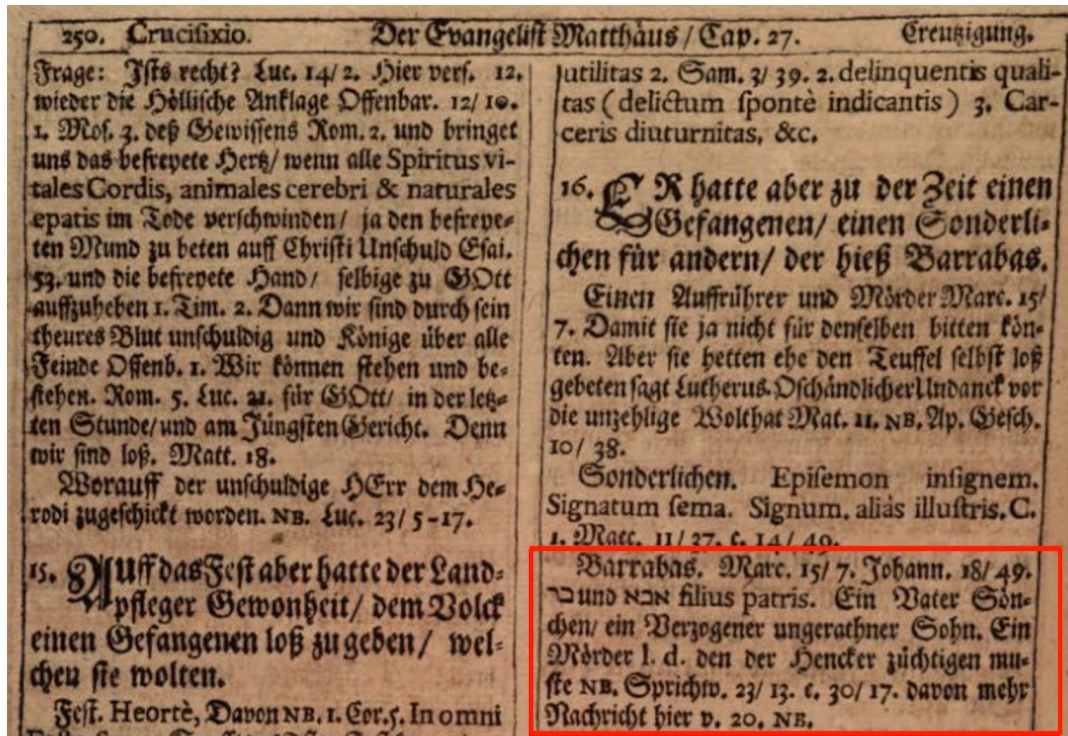 250. Crucifixio. Der Evangelist Matthäus / Cap. 27. Creutzigung.
Frage: Ists recht? Luc. 14/ 2. Hier vers. 12.
wieder die Höllische Anklage Offenbar. 12/ 10.
1. Mos. 3. deß Gewissens Rom. 2. und bringet
uns das befreyete Hertz/ wenn alle Spiritus vi-
tales Cordis, animales cerebri & naturales
epatis im Tode verschwinden/ ja den befreye-
ten Mund zu beten auff Christi Unschuld Esai.
53. und die befreyete Hand/ selbige zu GOtt
auffzuheben 1. Tim. 2. Dann wir sind durch sein
theures Blut unschuldig und Könige über alle
Feinde Offenb. 1. Wir können stehen und be-
stehen. Rom. 5. Luc. 21. für GOtt/ in der letz-
ten Stunde/ und am Jüngsten Gericht. Denn
wir sind loß. Matt. 18.
Worauff der unschuldige HErr dem He-
rodi zugeschickt worden. NB. Luc. 23/ 5-17.
15. Auff das Fest aber hatte der Land-
pfleger Gewonheit/ dem Volck
einen Gefangenen loß zu geben/ wel-
chen sie wolten.
Fest. Heortè, Davon NB. 1. Cor. 5. In omni
utilitas 2. Sam. 3/ 39. 2. delinquentis quali-
tas (delictum spontè indicantis) 3. Car-
ceris diuturnitas, &c.
16. ER hatte aber zu der Zeit einen
Gefangenen/ einen Sonderli-
chen für andern/ der hieß Barrabas.
Einen Auffrührer und Mörder Marc. 15/
7. Damit sie ja nicht für denselben bitten kön-
ten. Aber sie hetten ehe den Teuffel selbst loß
gebeten sagt Lutherus. O schändlicher Undanck vor
die unzehlige Wolthat Mat. 11. NB. Ap. Gesch.
10/ 38.
Sonderlichen. Episemon insignem.
Signatum sema. Signum, aliàs illustris. C.
1. Macc. 11/ 37. c. 14/ 49.
Barrabas. Marc. 15/ 7. Johann. 18/ 49.
בר und אבא filius patris. Ein Vater Sön-
chen/ ein Verzogener ungerathner Sohn. Ein
Mörder l. d. den der Hencker züchtigen mu-
ste NB. Sprichw. 23/ 13. c. 30/ 17. davon mehr
Nachricht hier v. 20. NB.